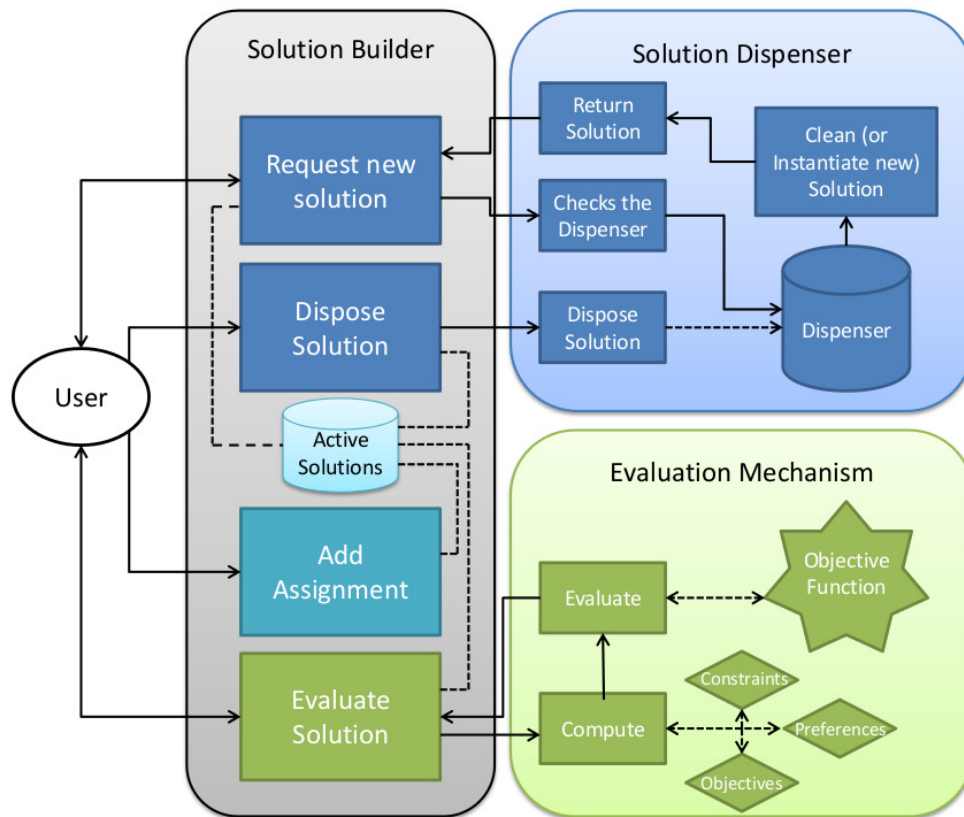 Solution Builder
Request new
solution
Dispose
Solution
Active
Solutions
Add
Assignment
Evaluate
Solution
User
Solution Dispenser
Return
Solution
Clean (or
Instantiate new)
Solution
Checks the
Dispenser
Dispose
Solution
Dispenser
Evaluation Mechanism
Objective
Function
Evaluate
Constraints
Compute
Preferences
Objectives